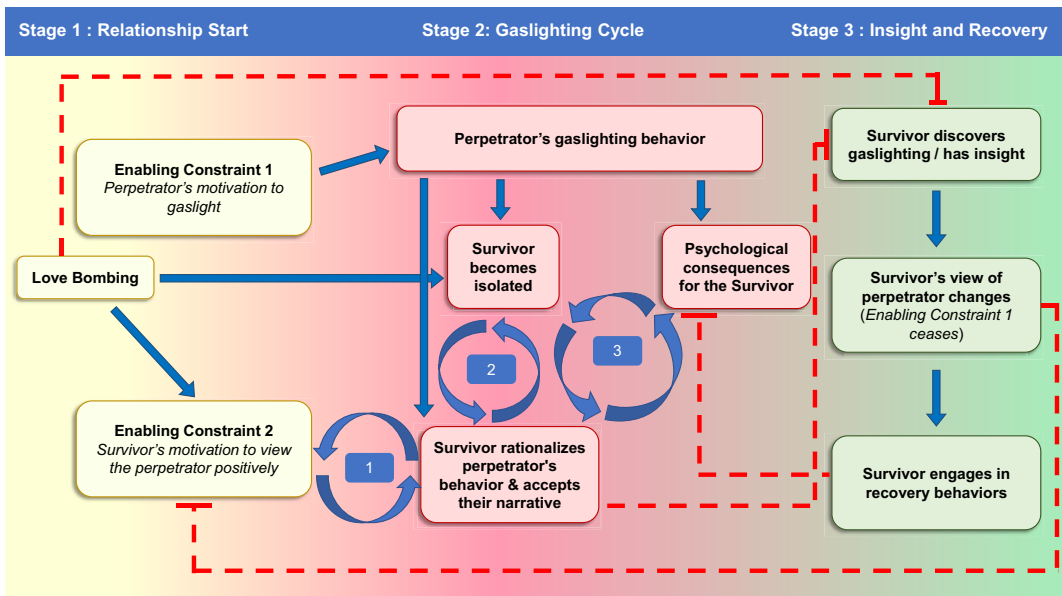 Stage 1 : Relationship Start
Stage 2: Gaslighting Cycle
Stage 3 : Insight and Recovery
Enabling Constraint 1
Perpetrator's motivation to
gaslight
Love Bombing
Enabling Constraint 2
Survivor's motivation to view
the perpetrator positively
Perpetrator's gaslighting behavior
Survivor
becomes
isolated
Psychological
consequences
for the Survivor
1
2
3
Survivor rationalizes
perpetrator's
behavior & accepts
their narrative
Survivor discovers
gaslighting / has insight
Survivor's view of
perpetrator changes
(Enabling Constraint 1
ceases)
Survivor engages in
recovery behaviors